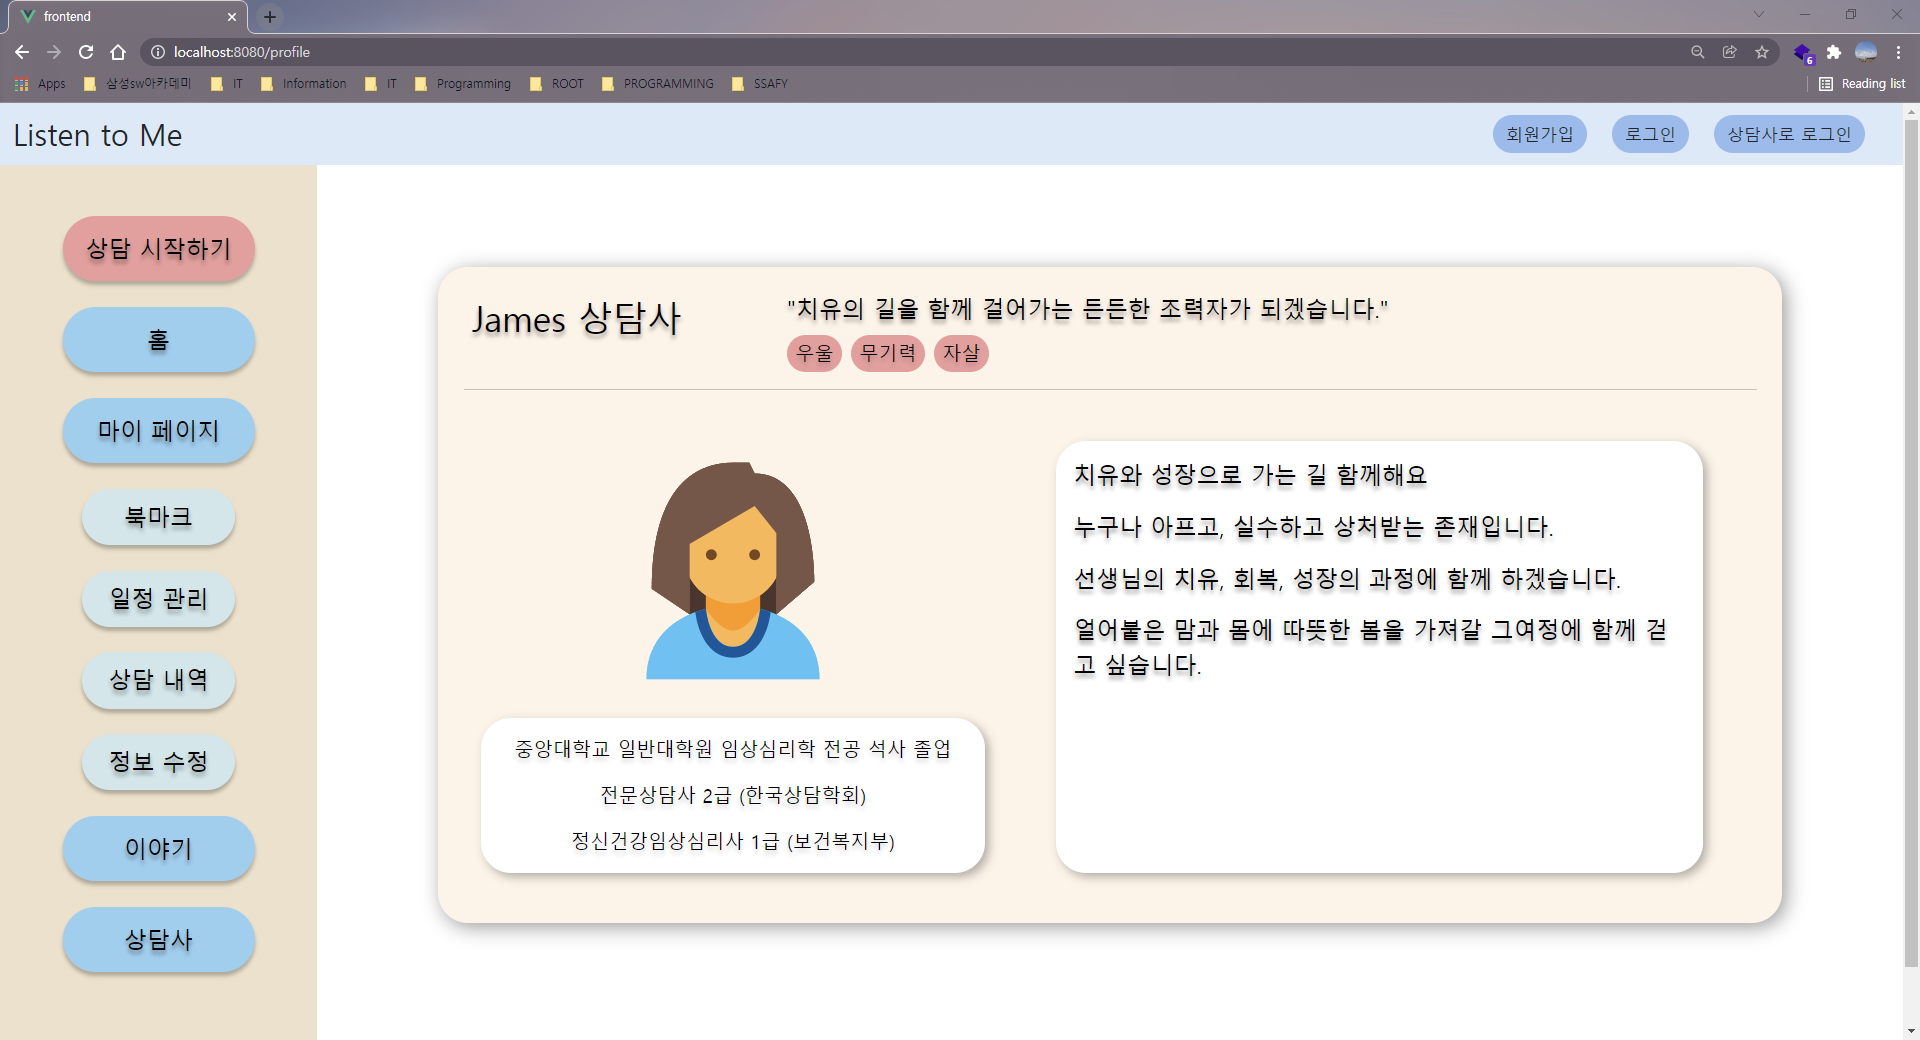 frontend
localhost:8080/profile
Apps 삼성sw아카데미 IT Information IT Programming ROOT PROGRAMMING SSAFY Reading list
6
Listen to Me
회원가입 로그인 상담사로 로그인
상담 시작하기
홈
마이 페이지
북마크
일정 관리
상담 내역
정보 수정
이야기
상담사
James 상담사
"치유의 길을 함께 걸어가는 든든한 조력자가 되겠습니다."
우울 무기력 자살
중앙대학교 일반대학원 임상심리학 전공 석사 졸업
전문상담사 2급 (한국상담학회)
정신건강임상심리사 1급 (보건복지부)
치유와 성장으로 가는 길 함께해요
누구나 아프고, 실수하고 상처받는 존재입니다.
선생님의 치유, 회복, 성장의 과정에 함께 하겠습니다.
얼어붙은 맘과 몸에 따뜻한 봄을 가져갈 그여정에 함께 걷
고 싶습니다.